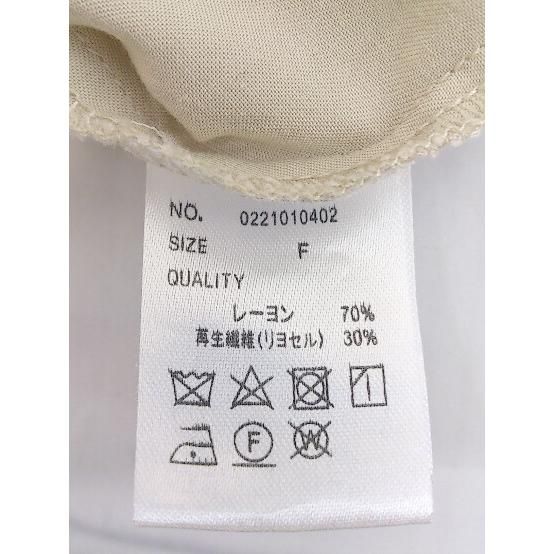 NO. 0221010402
SIZE F
QUALITY
レーヨン 70%
再生繊維(リヨセル) 30%
F W